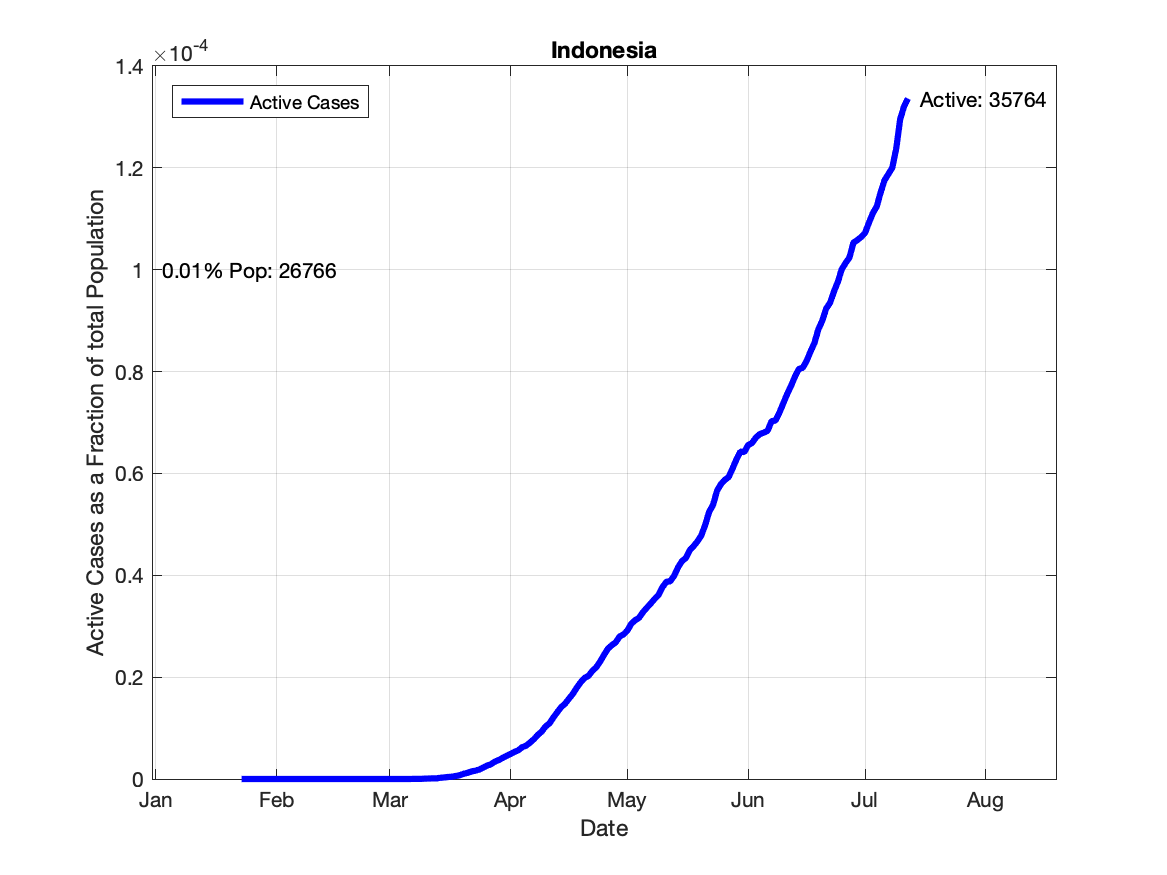 Indonesia
×10-4
1.4
1.2
1
0.8
0.6
0.4
0.2
0
Active Cases
Active: 35764
0.01% Pop: 26766
Active Cases as a Fraction of total Population
Jan Feb Mar Apr May Jun Jul Aug
Date